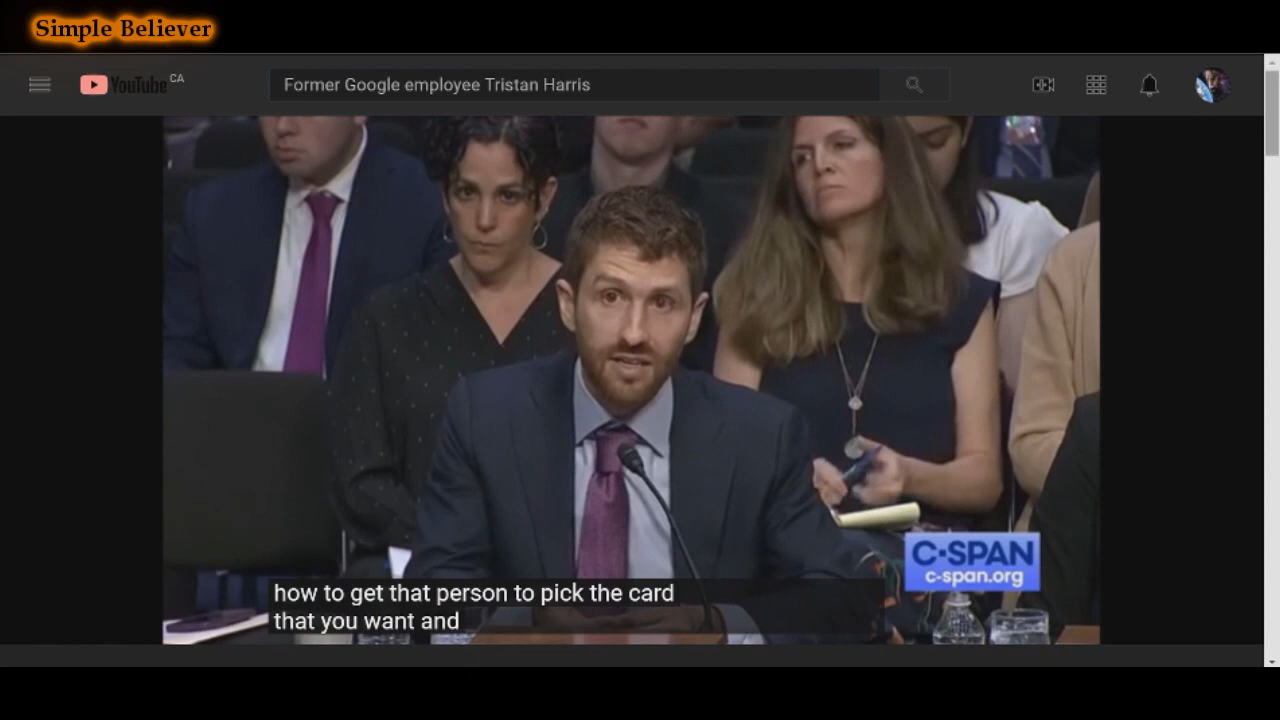 Simple Believer
YouTube CA
Former Google employee Tristan Harris
C-SPAN
c-span.org
how to get that person to pick the card
that you want and